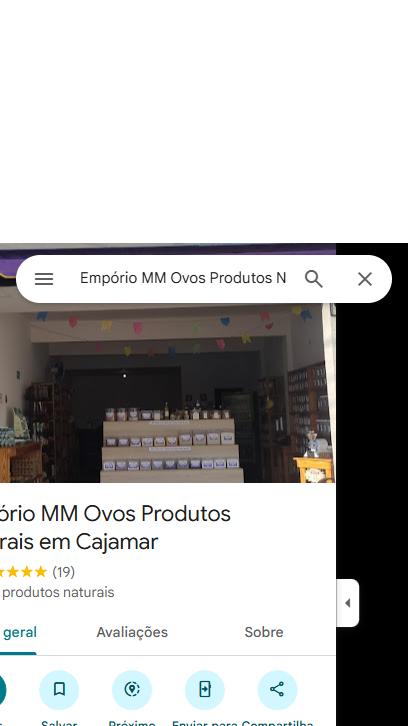 Empório MM Ovos Produtos N
ório MM Ovos Produtos
rais em Cajamar
(19)
produtos naturais
geral
Avaliações
Sobre
Salvar
Próximo
Enviar para
Compartilha